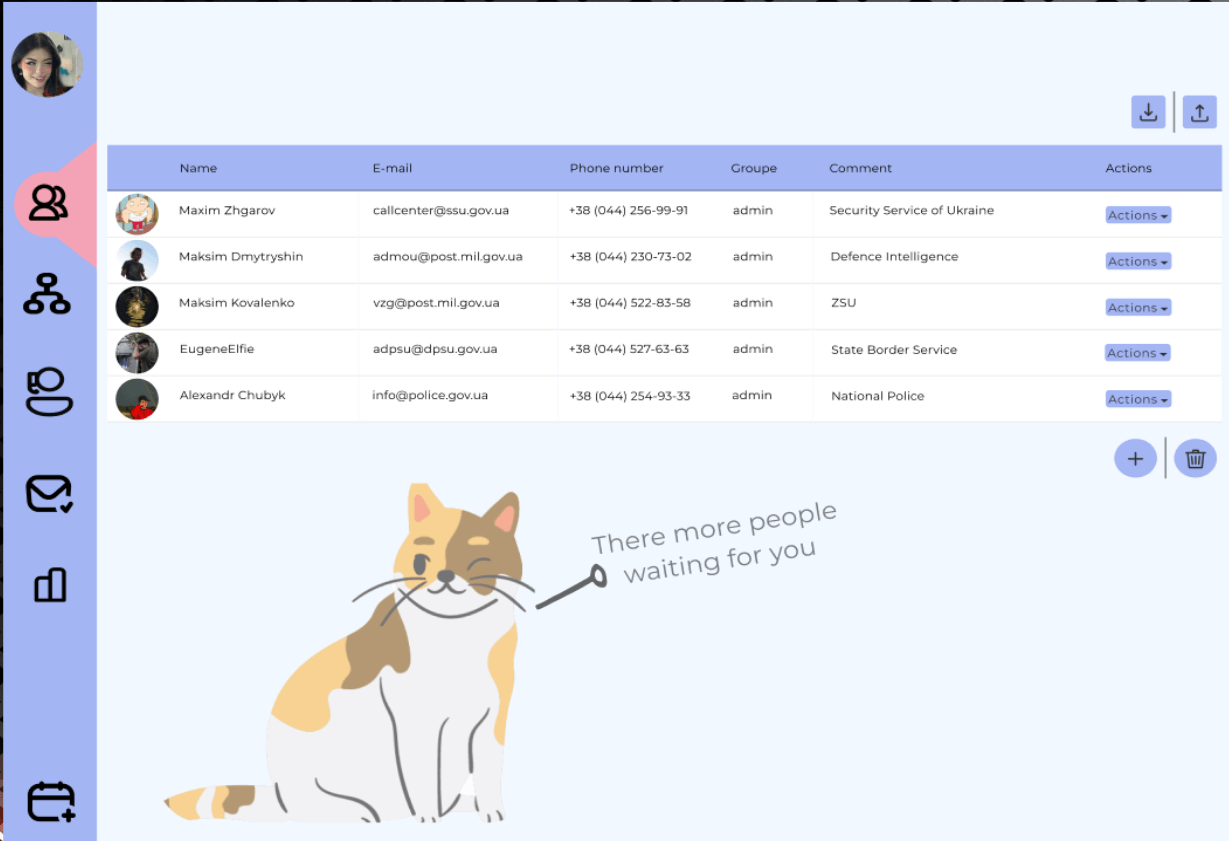 Name E-mail Phone number Groupe Comment Actions
Maxim Zhgarov callcenter@ssu.gov.ua +38 (044) 256-99-91 admin Security Service of Ukraine Actions
Maksim Dmytryshin admou@post.mil.gov.ua +38 (044) 230-73-02 admin Defence Intelligence Actions
Maksim Kovalenko vzg@post.mil.gov.ua +38 (044) 522-83-58 admin ZSU Actions
EugeneElfie adpsu@dpsu.gov.ua +38 (044) 527-63-63 admin State Border Service Actions
Alexandr Chubyk info@police.gov.ua +38 (044) 254-93-33 admin National Police Actions
There more people
waiting for you